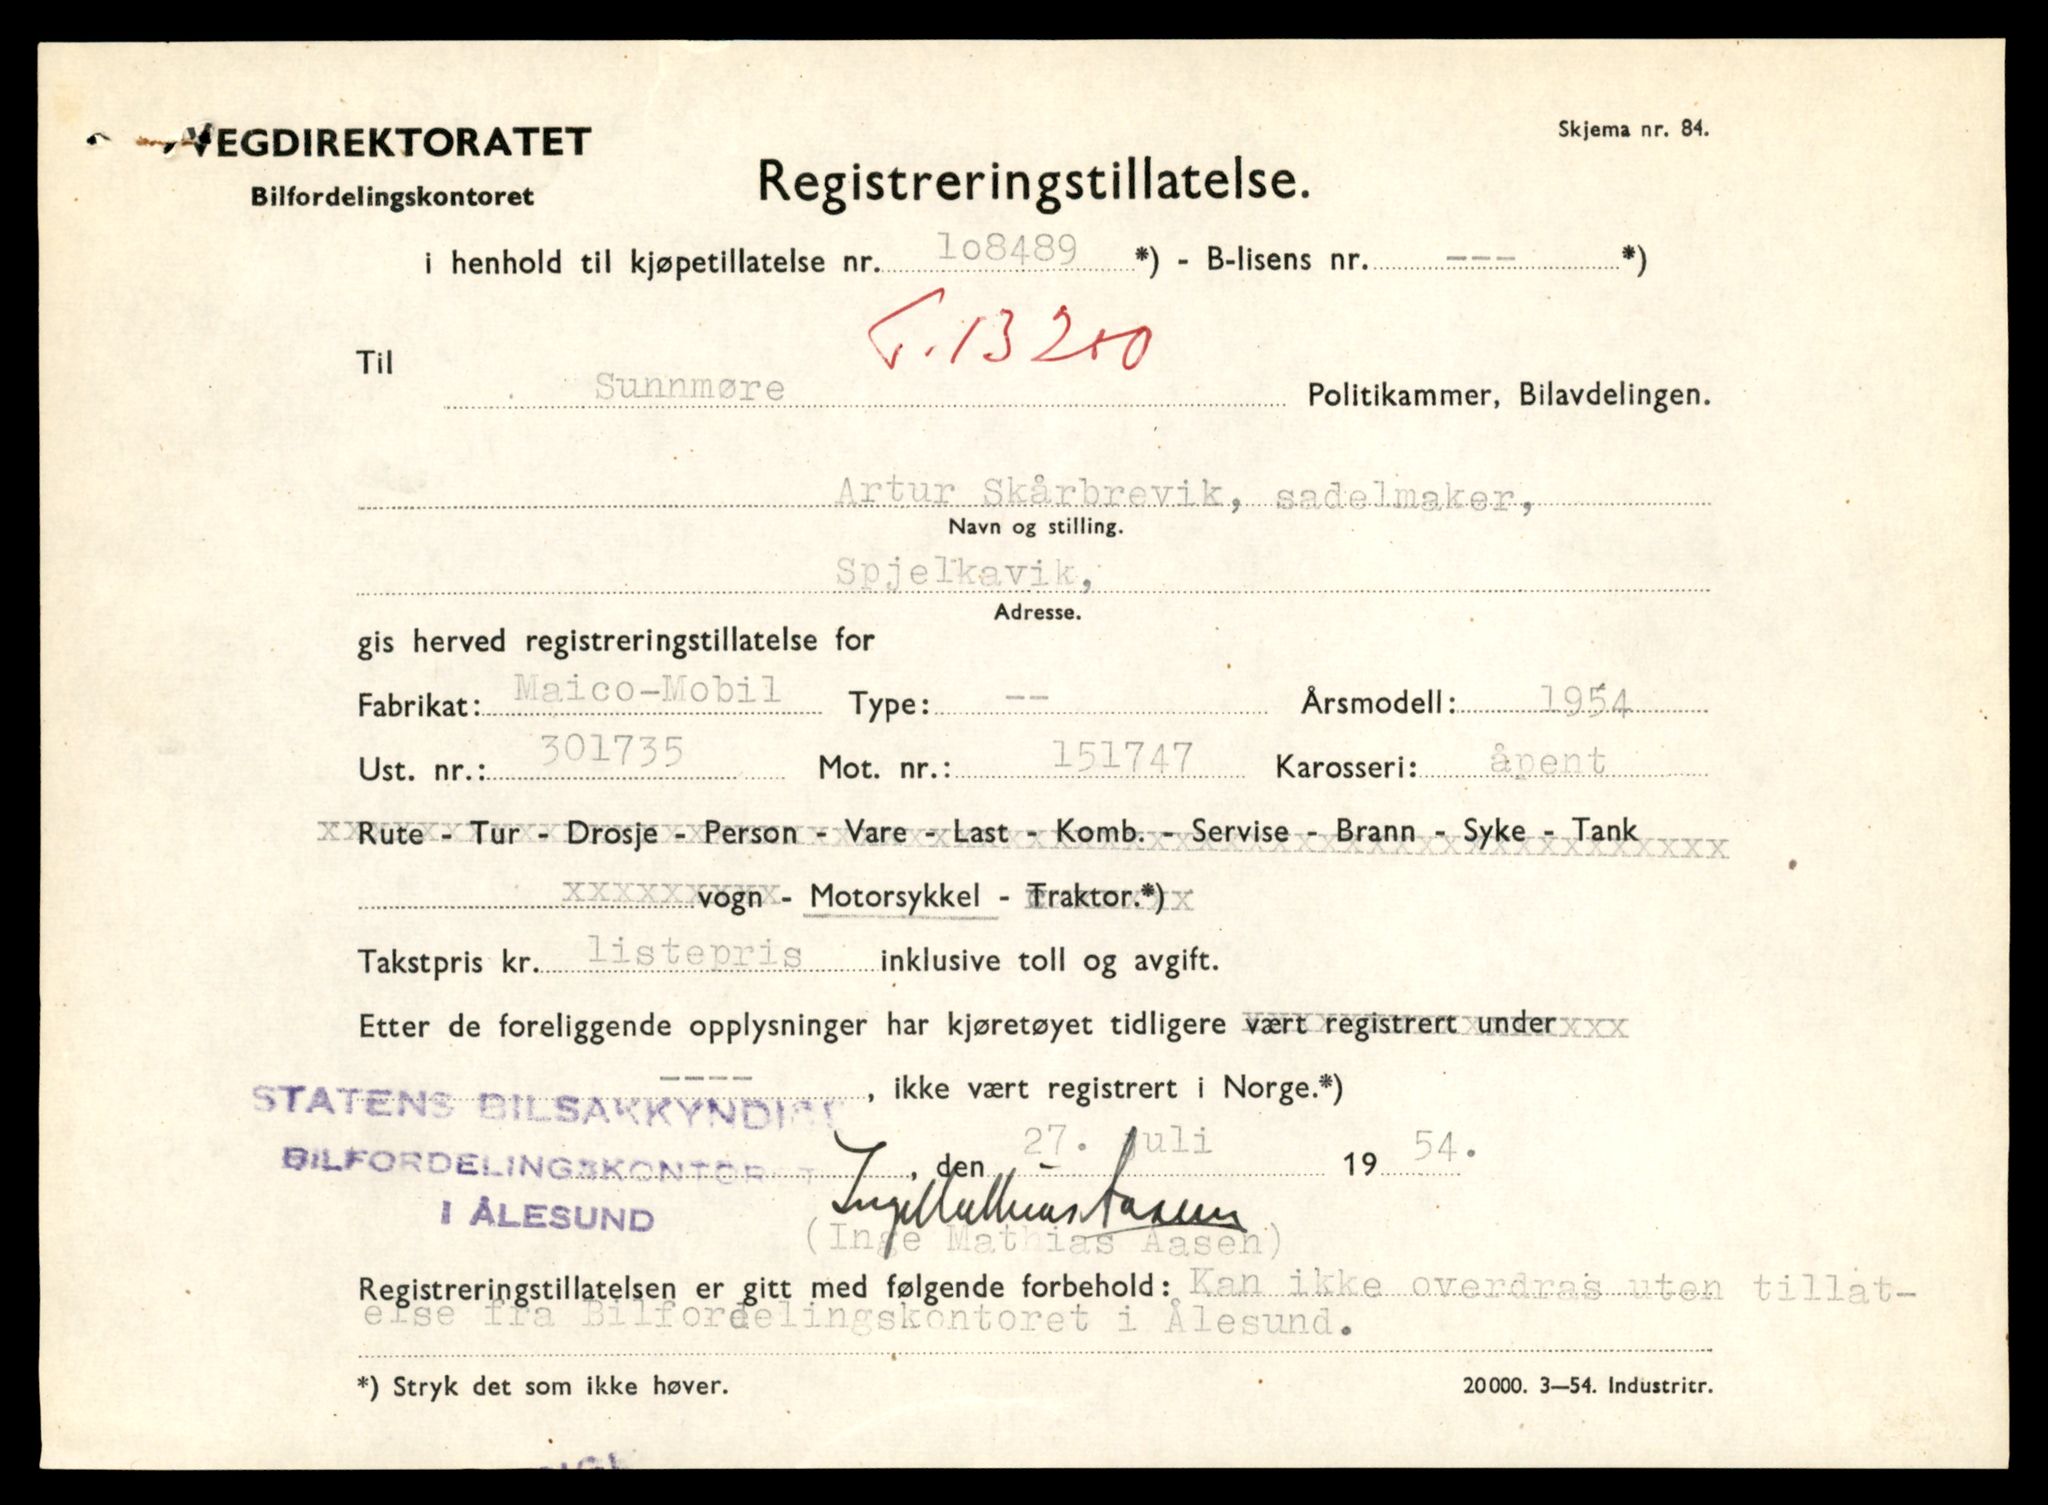 VEGDIREKTORATET
Skjema nr. 84.
Bilfordelingskontoret
Registreringstillatelse.
i henhold til kjøpetillatelse nr. lo8489 *) - B-lisens nr. --- *)
T. 13200
Til
Sunnmøre Politikammer, Bilavdelingen.
Artur Skårbrevik, sadelmaker,
Navn og stilling.
Spjelkavik,
Adresse.
gis herved registreringstillatelse for
Fabrikat: Maico-Mobil Type: -- Årsmodell: 1954
Ust. nr.: 301735 Mot. nr.: 151747 Karosseri: åpent
Rute - Tur - Drosje - Person - Vare - Last - Komb. - Servise - Brann - Syke - Tank
vogn - Motorsykkel - Traktor.*)
Takstpris kr. listepris inklusive toll og avgift.
Etter de foreliggende opplysninger har kjøretøyet tidligere vært registrert under
----, ikke vært registrert i Norge.*)
STATENS BILSAKKYNDIGE
BILFORDELINGSKONTORET
I ÅLESUND
, den 27. juli 1954.
Inge Mathias Aasen
(Inge Mathias Aasen)
Registreringstillatelsen er gitt med følgende forbehold: Kan ikke overdras uten tillat-
else fra Bilfordelingskontoret i Ålesund.
*) Stryk det som ikke høver.
20000. 3—54. Industritr.